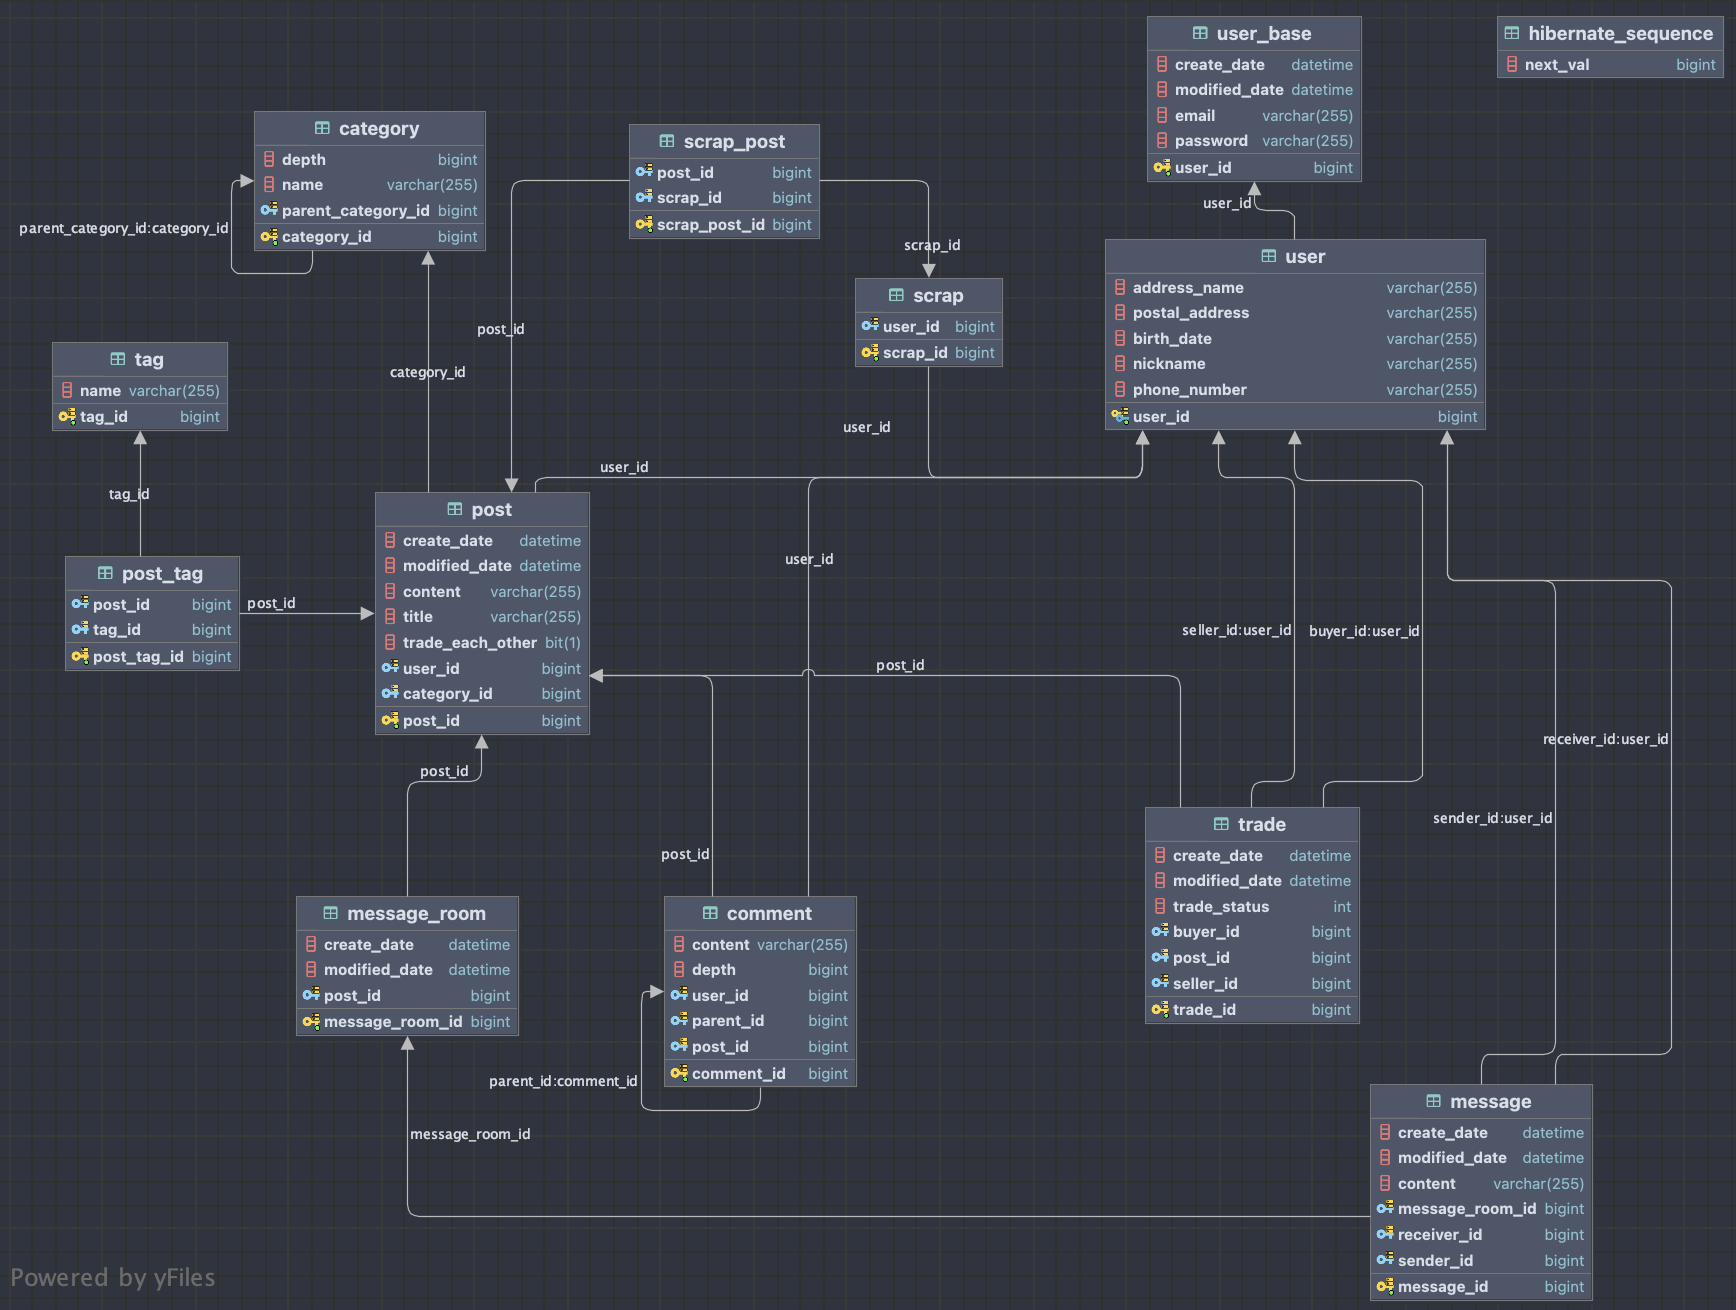 user_base
create_date datetime
modified_date datetime
email varchar(255)
password varchar(255)
user_id bigint
hibernate_sequence
next_val bigint
category
depth bigint
name varchar(255)
parent_category_id bigint
category_id bigint
parent_category_id:category_id
scrap_post
post_id bigint
scrap_id bigint
scrap_post_id bigint
user_id
scrap_id
user
address_name varchar(255)
postal_address varchar(255)
birth_date varchar(255)
nickname varchar(255)
phone_number varchar(255)
user_id bigint
scrap
user_id bigint
scrap_id bigint
post_id
category_id
tag
name varchar(255)
tag_id bigint
user_id
user_id
tag_id
post
create_date datetime
modified_date datetime
content varchar(255)
title varchar(255)
trade_each_other bit(1)
user_id bigint
category_id bigint
post_id bigint
user_id
post_tag
post_id bigint
tag_id bigint
post_tag_id bigint
post_id
seller_id:user_id
buyer_id:user_id
post_id
receiver_id:user_id
post_id
sender_id:user_id
trade
create_date datetime
modified_date datetime
trade_status int
buyer_id bigint
post_id bigint
seller_id bigint
trade_id bigint
post_id
message_room
create_date datetime
modified_date datetime
post_id bigint
message_room_id bigint
comment
content varchar(255)
depth bigint
user_id bigint
parent_id bigint
post_id bigint
comment_id bigint
parent_id:comment_id
message_room_id
message
create_date datetime
modified_date datetime
content varchar(255)
message_room_id bigint
receiver_id bigint
sender_id bigint
message_id bigint
Powered by yFiles